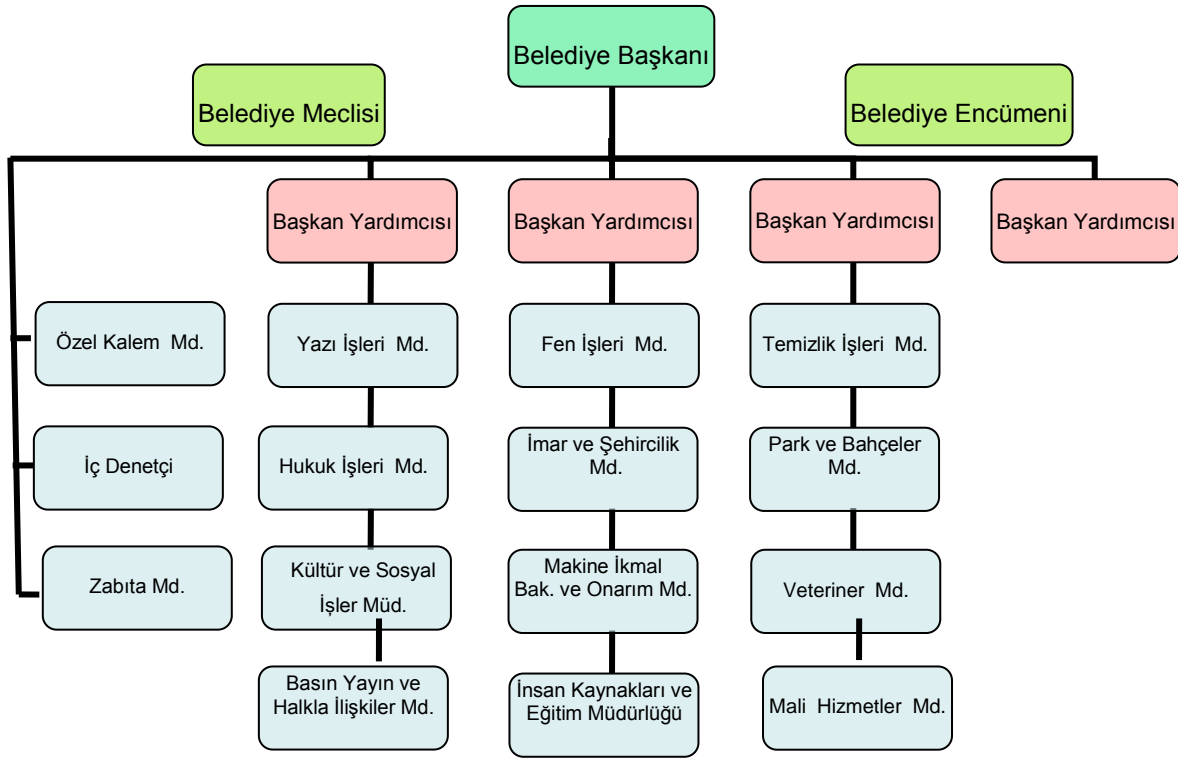 Belediye Başkanı
Belediye Meclisi
Belediye Encümeni
Başkan Yardımcısı
Başkan Yardımcısı
Başkan Yardımcısı
Başkan Yardımcısı
Özel Kalem Md.
Yazı İşleri Md.
Fen İşleri Md.
Temizlik İşleri Md.
İç Denetçi
Hukuk İşleri Md.
İmar ve Şehircilik
Md.
Park ve Bahçeler
Md.
Zabıta Md.
Kültür ve Sosyal
İşler Müd.
Makine İkmal
Bak. ve Onarım Md.
Veteriner Md.
Basın Yayın ve
Halkla İlişkiler Md.
İnsan Kaynakları ve
Eğitim Müdürlüğü
Mali Hizmetler Md.